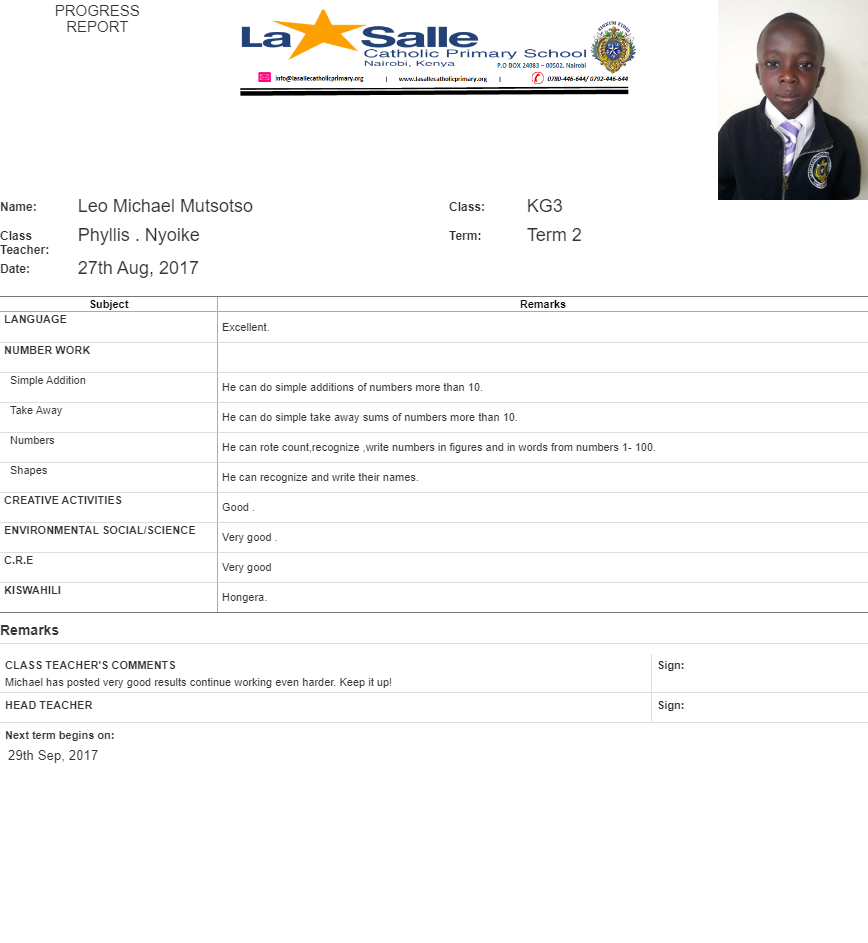 PROGRESS
REPORT
La Salle
Catholic Primary School
Nairobi, Kenya
P.O BOX 24083 – 00502, Nairobi
info@lasallecatholicprimary.org | www.lasallecatholicprimary.org | 0780-446-644/ 0792-446-644
Name: Leo Michael Mutsotso Class: KG3
Class Teacher: Phyllis . Nyoike Term: Term 2
Date: 27th Aug, 2017
Subject Remarks
LANGUAGE Excellent.
NUMBER WORK
Simple Addition He can do simple additions of numbers more than 10.
Take Away He can do simple take away sums of numbers more than 10.
Numbers He can rote count,recognize ,write numbers in figures and in words from numbers 1- 100.
Shapes He can recognize and write their names.
CREATIVE ACTIVITIES Good .
ENVIRONMENTAL SOCIAL/SCIENCE Very good .
C.R.E Very good
KISWAHILI Hongera.
Remarks
CLASS TEACHER'S COMMENTS Sign:
Michael has posted very good results continue working even harder. Keep it up!
HEAD TEACHER Sign:
Next term begins on:
29th Sep, 2017